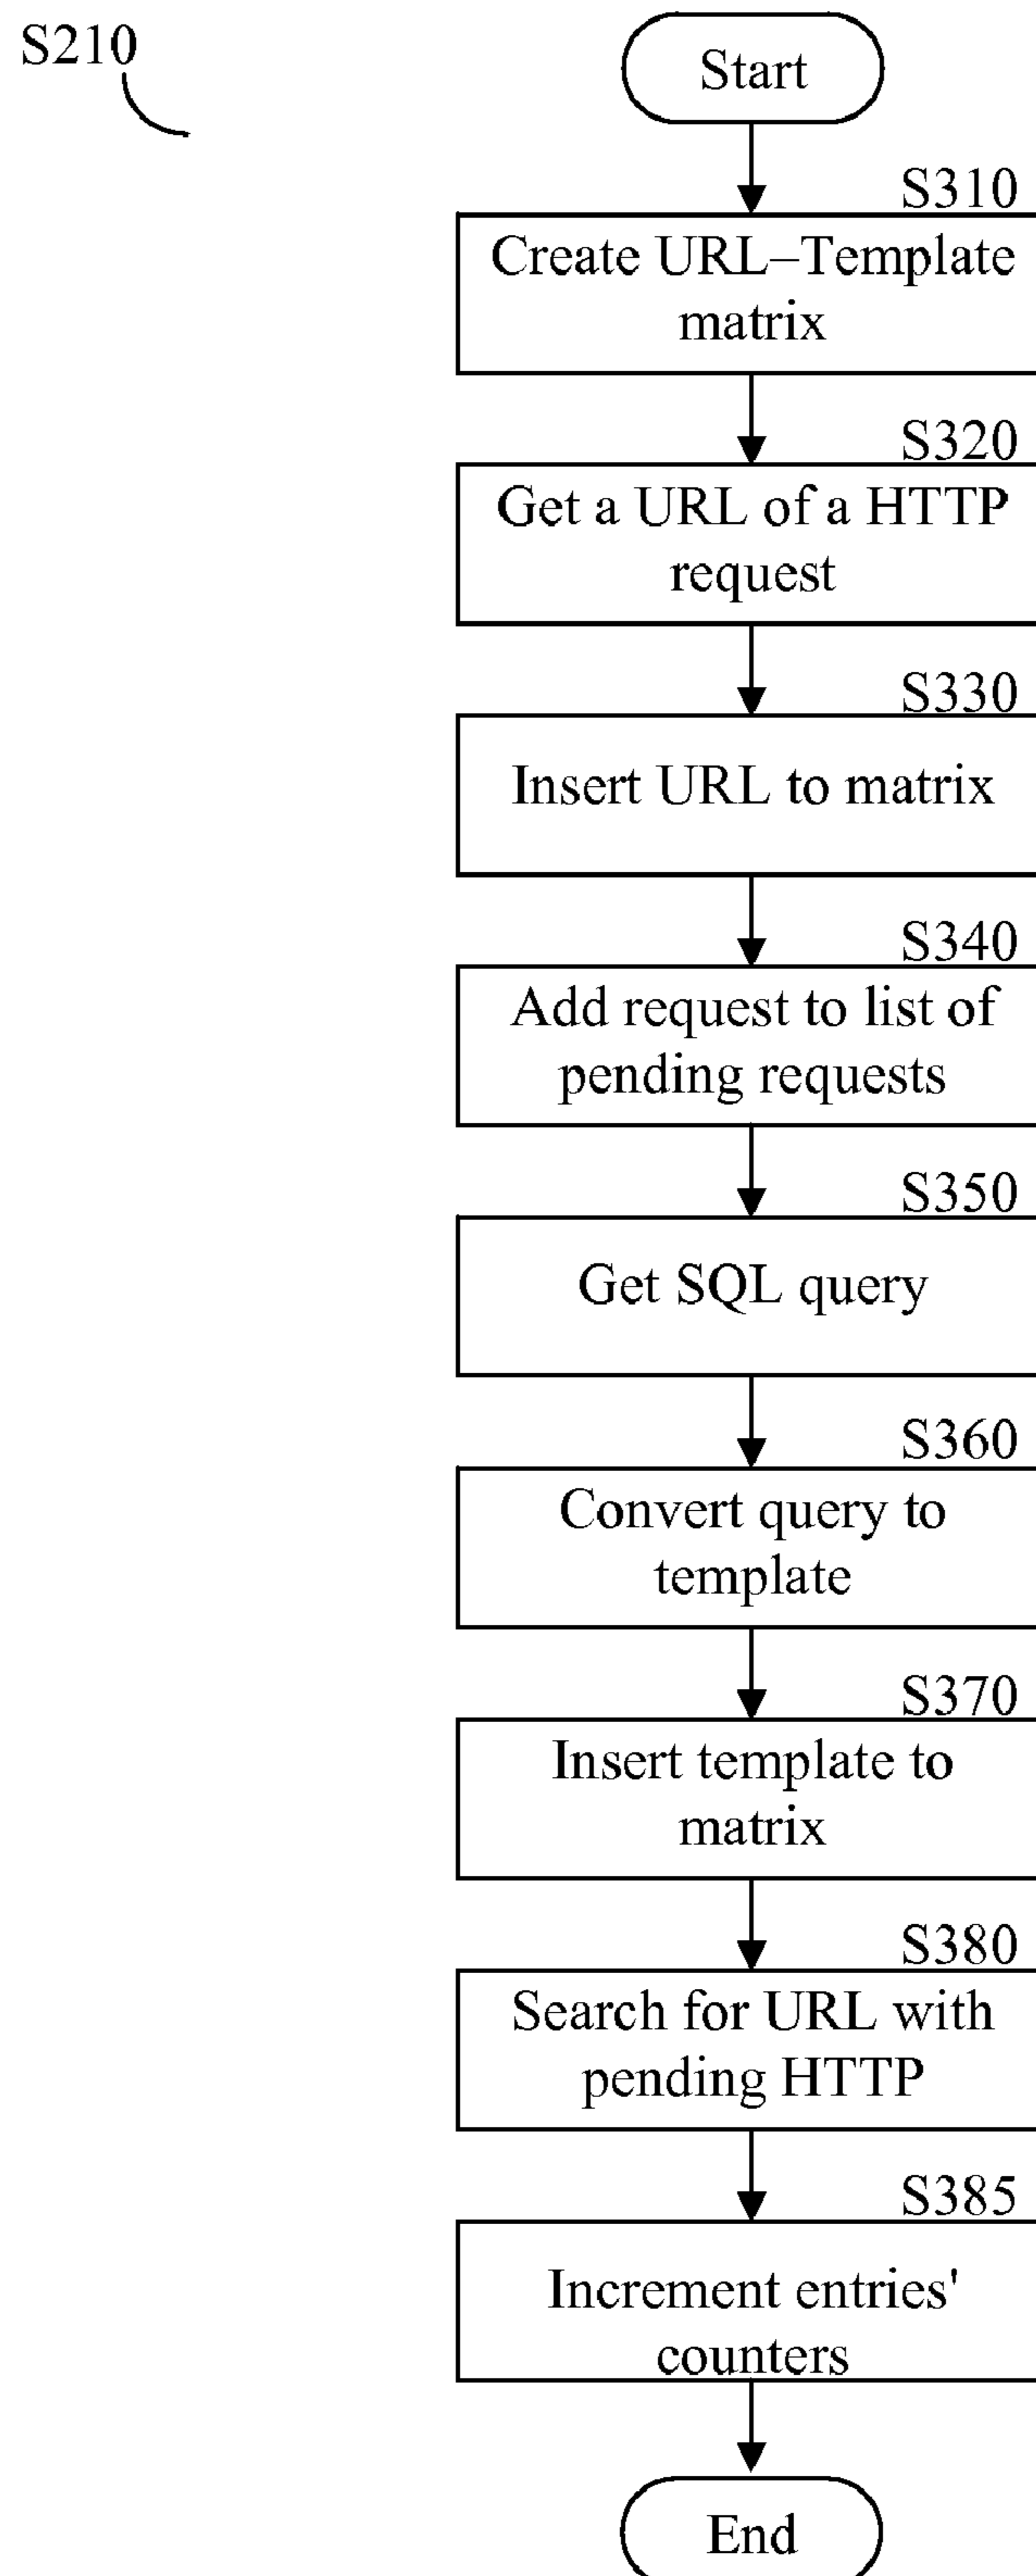 S210
Start
S310
Create URL–Template
matrix
S320
Get a URL of a HTTP
request
S330
Insert URL to matrix
S340
Add request to list of
pending requests
S350
Get SQL query
S360
Convert query to
template
S370
Insert template to
matrix
S380
Search for URL with
pending HTTP
S385
Increment entries'
counters
End